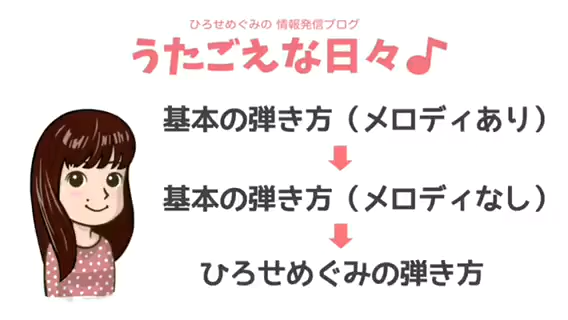 ひろせめぐみの 情報発信ブログ
うたごえな日々♪
基本の弾き方（メロディあり）
基本の弾き方（メロディなし）
ひろせめぐみの弾き方